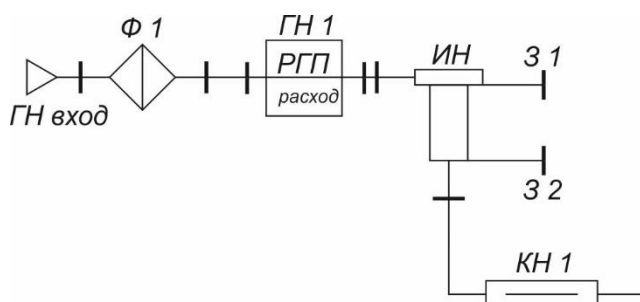 Ф 1
ГН 1
ИН
З 1
РГП
расход
ГН вход
З 2
КН 1